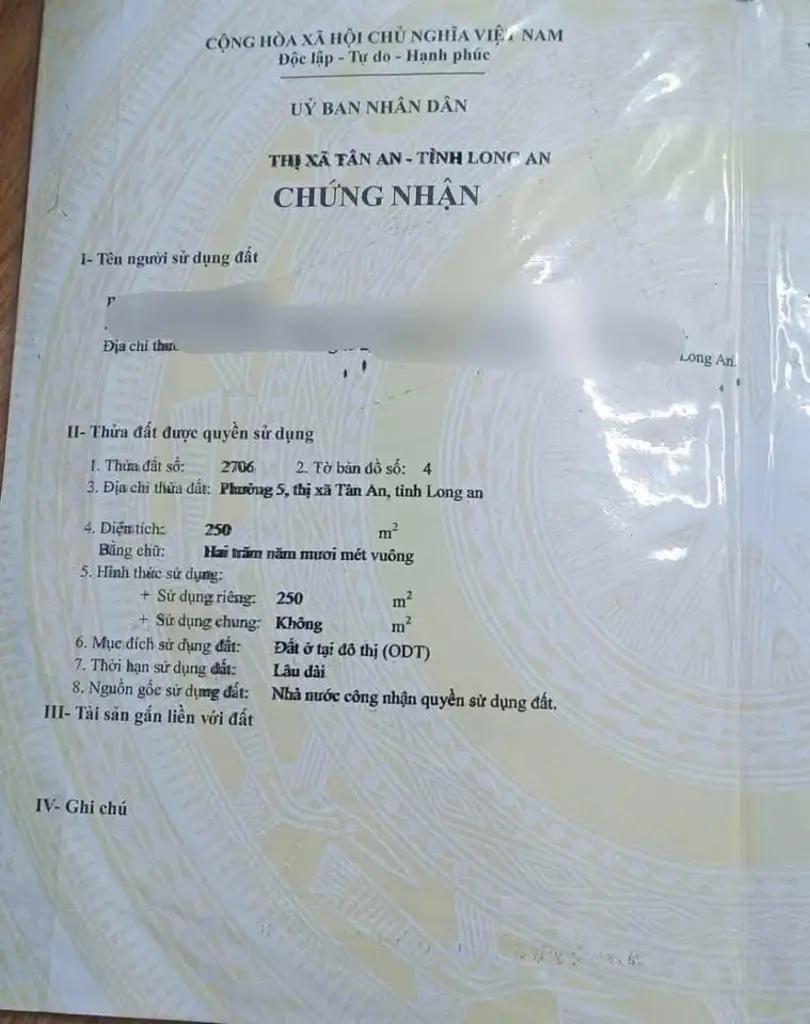 CỘNG HÒA XÃ HỘI CHỦ NGHĨA VIỆT NAM
Độc lập - Tự do - Hạnh phúc
UỶ BAN NHÂN DÂN
THỊ XÃ TÂN AN - TỈNH LONG AN
CHỨNG NHẬN
I- Tên người sử dụng đất
Địa chỉ Long An.
II- Thửa đất được quyền sử dụng
1. Thửa đất số: 2706 2. Tờ bản đồ số: 4
3. Địa chỉ thửa đất: Phường 5, thị xã Tân An, tỉnh Long an
4. Diện tích: 250 m²
Bằng chữ: Hai trăm năm mươi mét vuông
5. Hình thức sử dụng:
+ Sử dụng riêng: 250 m²
+ Sử dụng chung: Không m²
6. Mục đích sử dụng đất: Đất ở tại đô thị (ODT)
7. Thời hạn sử dụng đất: Lâu dài
8. Nguồn gốc sử dụng đất: Nhà nước công nhận quyền sử dụng đất.
III- Tài sản gắn liền với đất
IV- Ghi chú